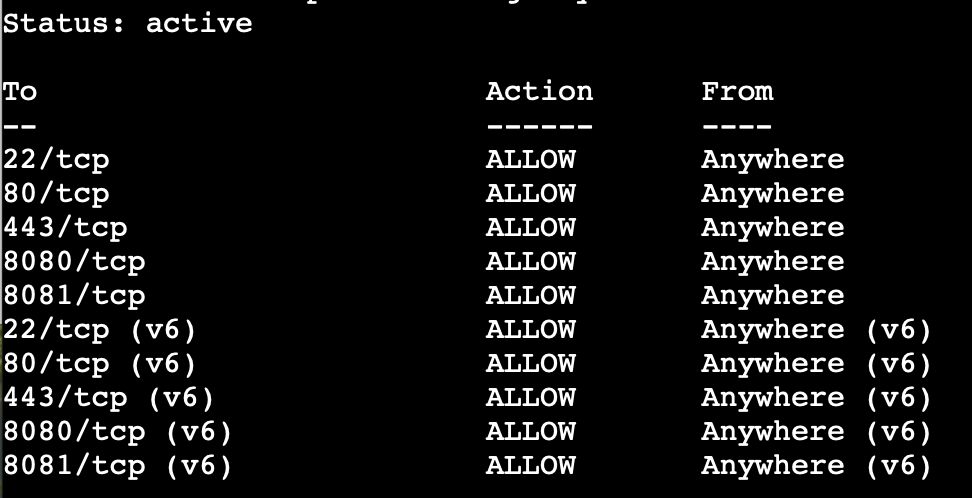 Status: active
To Action From
-- ------ ----
22/tcp ALLOW Anywhere
80/tcp ALLOW Anywhere
443/tcp ALLOW Anywhere
8080/tcp ALLOW Anywhere
8081/tcp ALLOW Anywhere
22/tcp (v6) ALLOW Anywhere (v6)
80/tcp (v6) ALLOW Anywhere (v6)
443/tcp (v6) ALLOW Anywhere (v6)
8080/tcp (v6) ALLOW Anywhere (v6)
8081/tcp (v6) ALLOW Anywhere (v6)